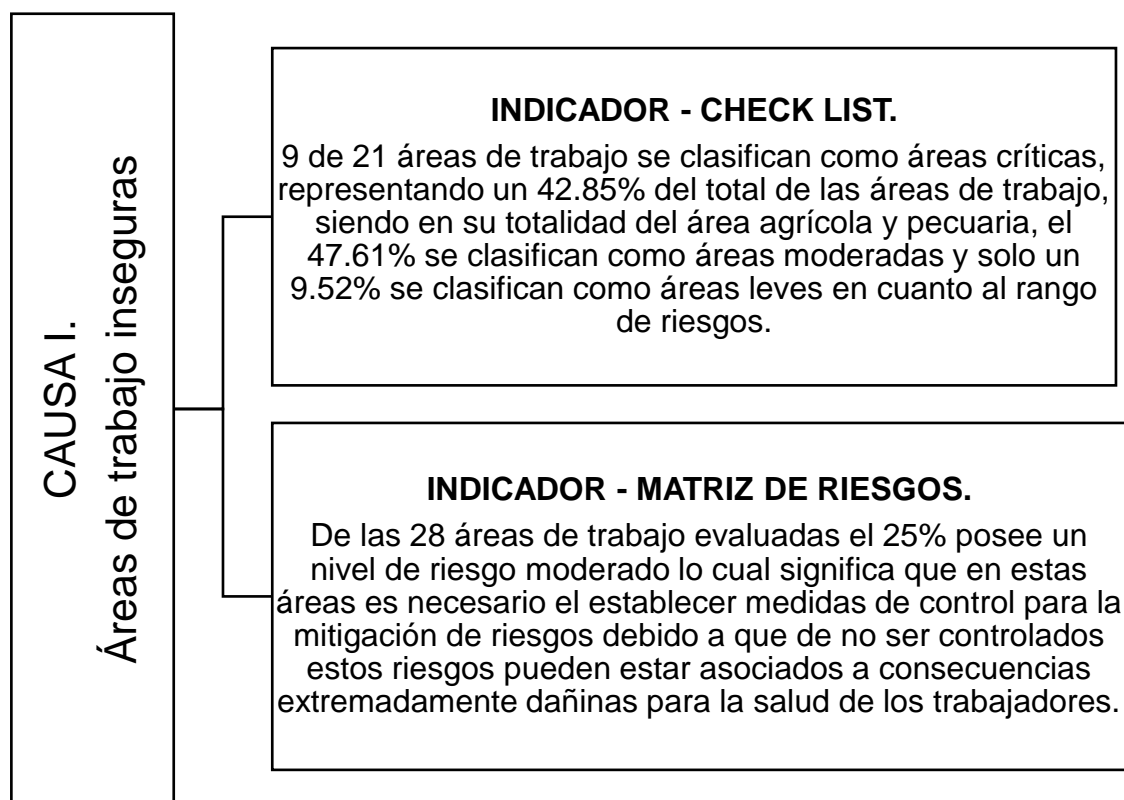 CAUSA I.
Áreas de trabajo inseguras
INDICADOR - CHECK LIST.
9 de 21 áreas de trabajo se clasifican como áreas críticas,
representando un 42.85% del total de las áreas de trabajo,
siendo en su totalidad del área agrícola y pecuaria, el
47.61% se clasifican como áreas moderadas y solo un
9.52% se clasifican como áreas leves en cuanto al rango
de riesgos.
INDICADOR - MATRIZ DE RIESGOS.
De las 28 áreas de trabajo evaluadas el 25% posee un
nivel de riesgo moderado lo cual significa que en estas
áreas es necesario el establecer medidas de control para la
mitigación de riesgos debido a que de no ser controlados
estos riesgos pueden estar asociados a consecuencias
extremadamente dañinas para la salud de los trabajadores.